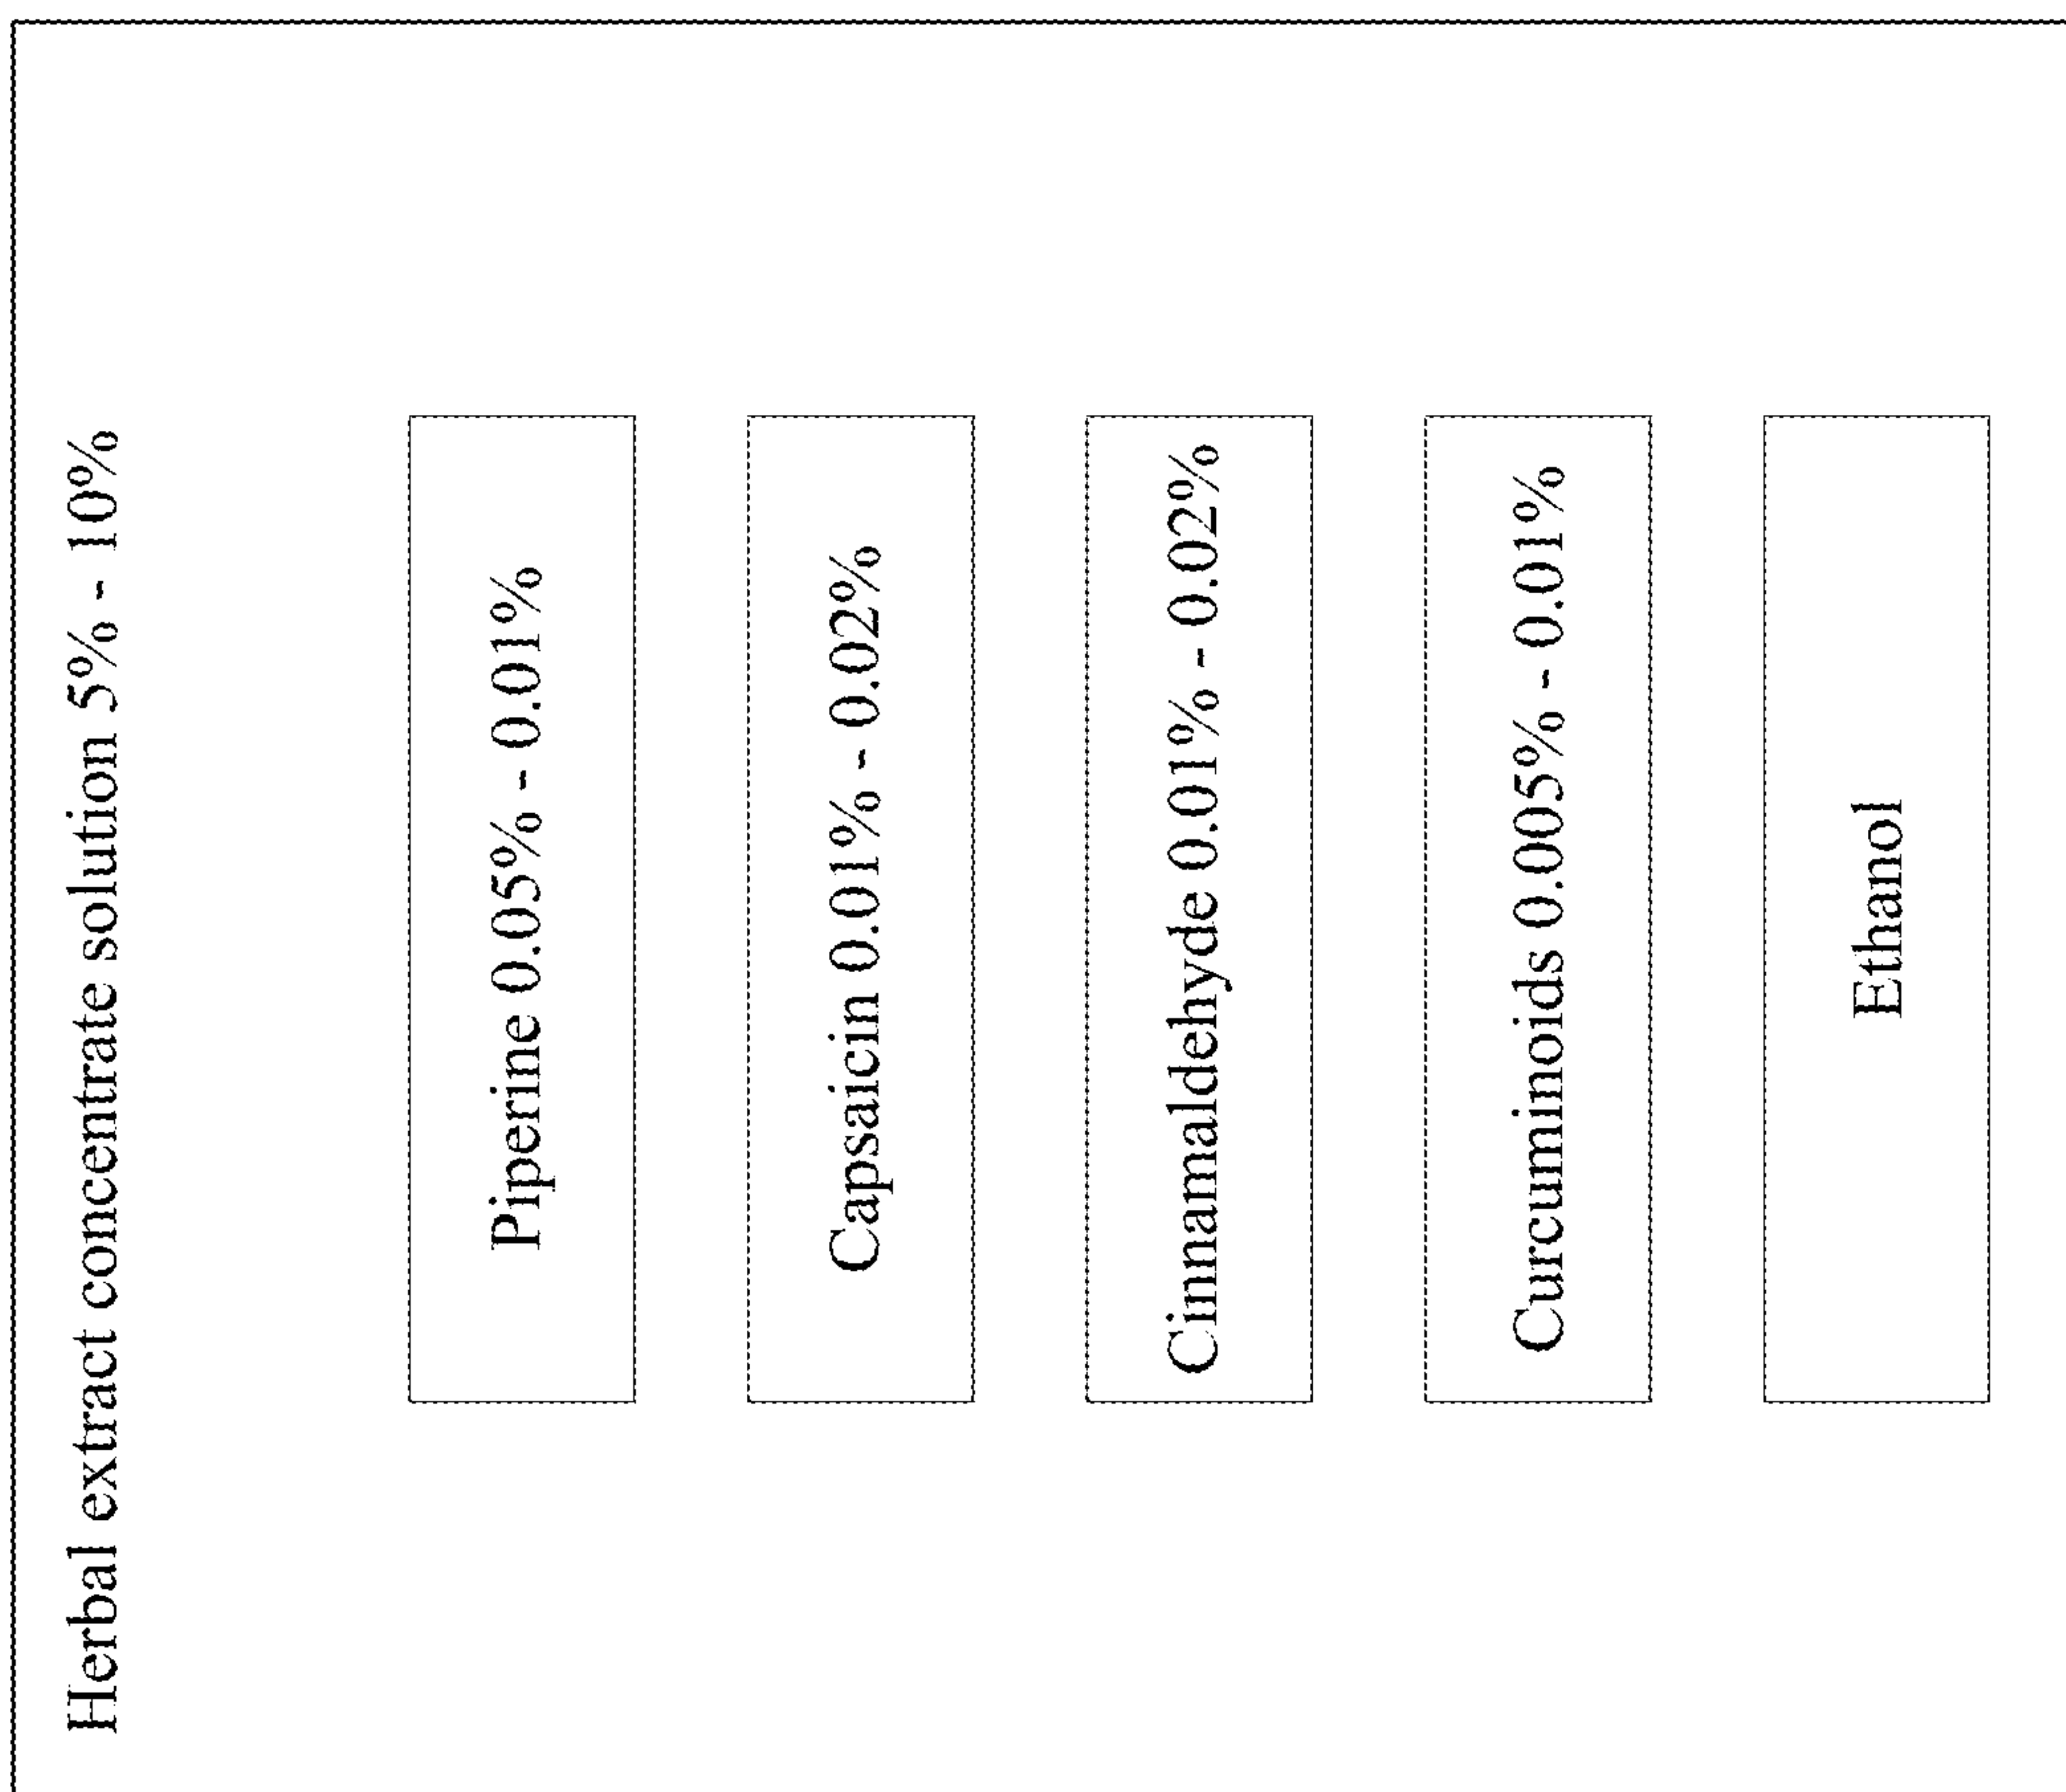 Herbal extract concentrate solution 5% - 10%
Piperine 0.05% - 0.01%
Capsaicin 0.01% - 0.02%
Cinnamaldehyde 0.01% - 0.02%
Curcuminoids 0.005% - 0.01%
Ethanol